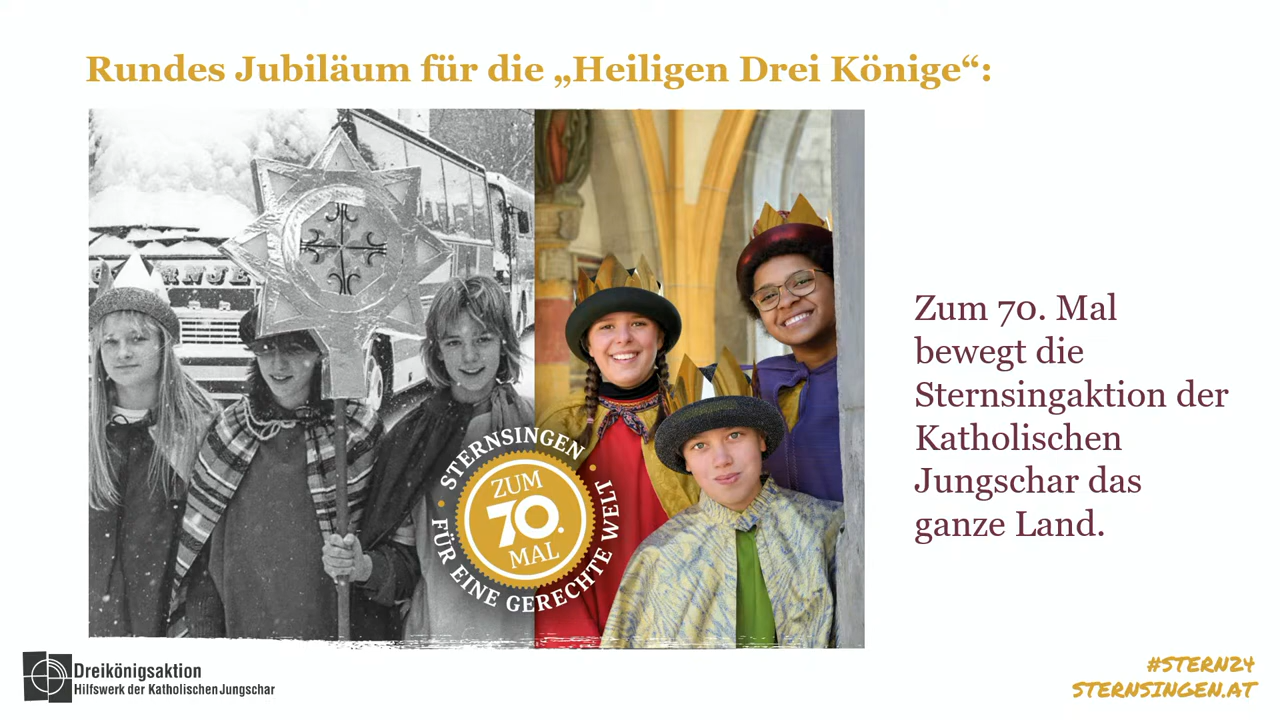 Rundes Jubiläum für die „Heiligen Drei Könige“:
STERNSINGEN
FÜR EINE GERECHTE WELT
ZUM
70.
MAL
Zum 70. Mal
bewegt die
Sternsingaktion der
Katholischen
Jungschar das
ganze Land.
Dreikönigsaktion
Hilfswerk der Katholischen Jungschar
#STERN24
STERNSINGEN.AT